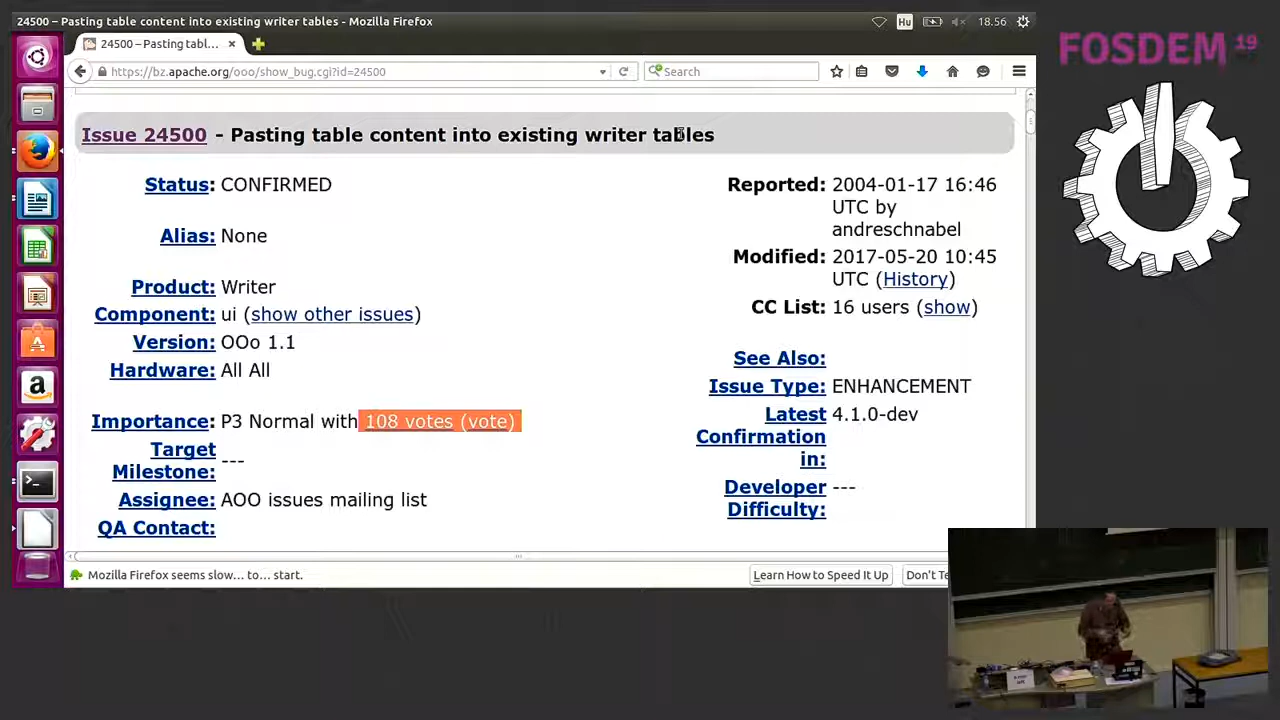 24500 – Pasting table content into existing writer tables - Mozilla Firefox
Hu
18.56
FOSDEM 19
24500 – Pasting tabl...
https://bz.apache.org/ooo/show_bug.cgi?id=24500
Search
Issue 24500 - Pasting table content into existing writer tables
Status: CONFIRMED
Alias: None
Product: Writer
Component: ui (show other issues)
Version: OOo 1.1
Hardware: All All
Importance: P3 Normal with 108 votes (vote)
Target
Milestone: ---
Assignee: AOO issues mailing list
QA Contact:
Reported: 2004-01-17 16:46
UTC by
andreschnabel
Modified: 2017-05-20 10:45
UTC (History)
CC List: 16 users (show)
See Also:
Issue Type: ENHANCEMENT
Latest 4.1.0-dev
Confirmation
in:
Developer ---
Difficulty:
Mozilla Firefox seems slow... to... start.
Learn How to Speed It Up
Don't Te